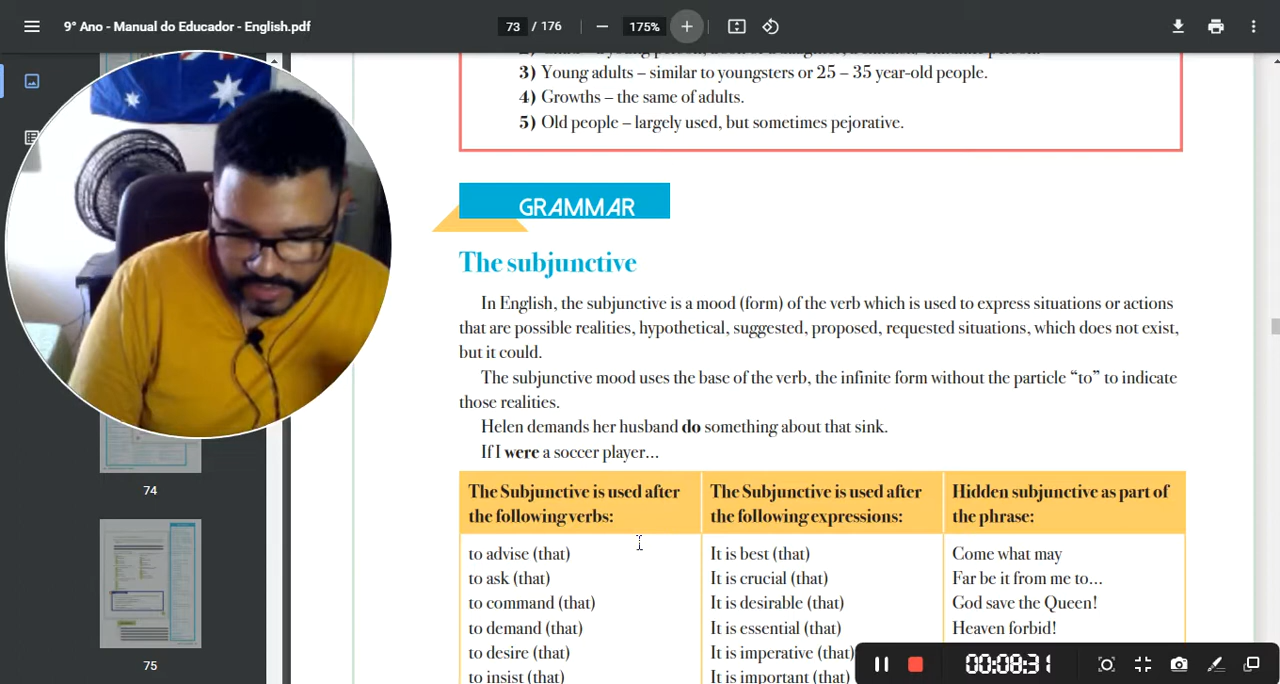 9° Ano - Manual do Educador - English.pdf
73 / 176
175%
3) Young adults – similar to youngsters or 25 – 35 year-old people.
4) Growths – the same of adults.
5) Old people – largely used, but sometimes pejorative.
GRAMMAR
The subjunctive
In English, the subjunctive is a mood (form) of the verb which is used to express situations or actions
that are possible realities, hypothetical, suggested, proposed, requested situations, which does not exist,
but it could.
The subjunctive mood uses the base of the verb, the infinite form without the particle “to” to indicate
those realities.
Helen demands her husband do something about that sink.
If I were a soccer player...
The Subjunctive is used after
the following verbs:
to advise (that)
to ask (that)
to command (that)
to demand (that)
to desire (that)
to insist (that)
The Subjunctive is used after
the following expressions:
It is best (that)
It is crucial (that)
It is desirable (that)
It is essential (that)
It is imperative (that)
It is important (that)
Hidden subjunctive as part of
the phrase:
Come what may
Far be it from me to...
God save the Queen!
Heaven forbid!
74
75
00:08:31